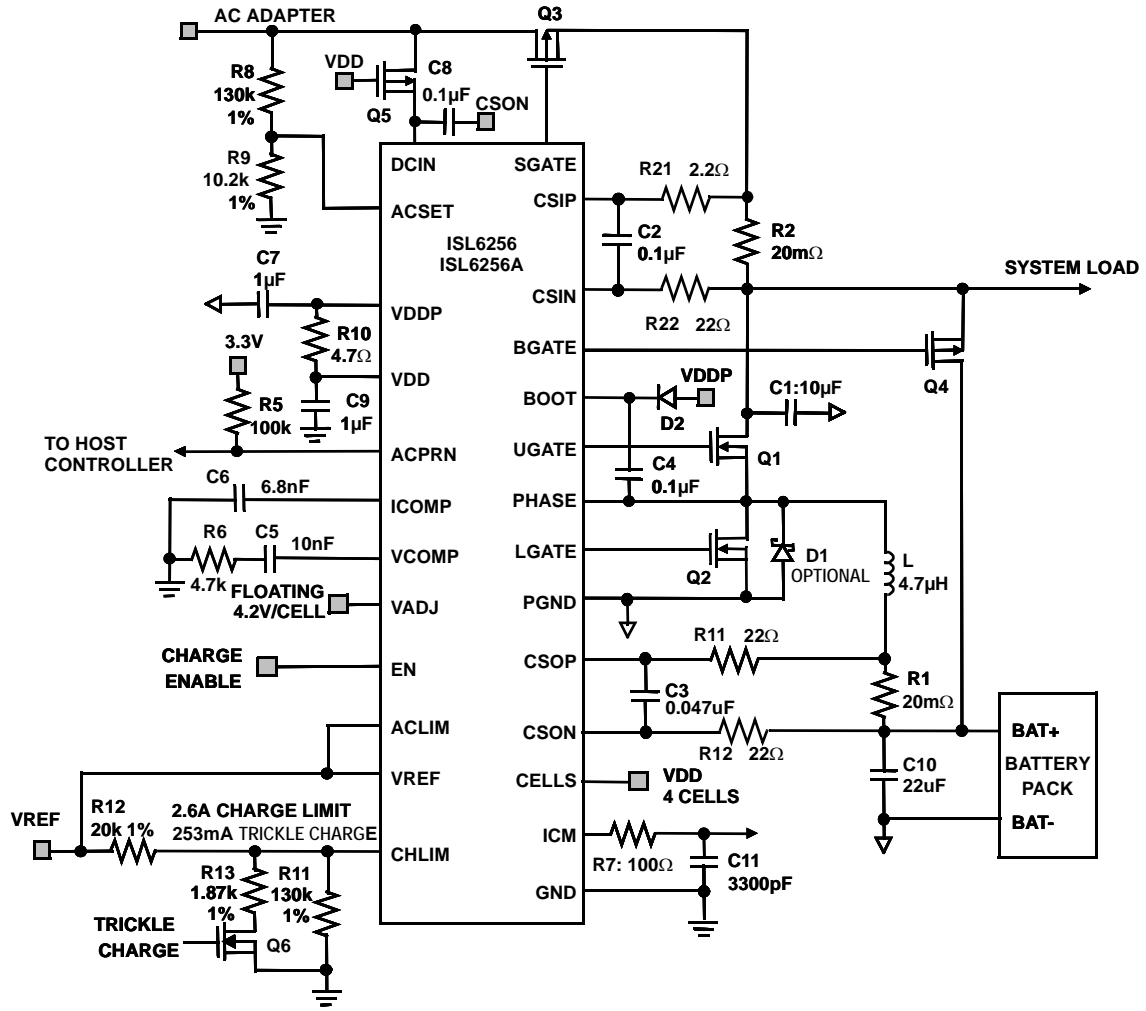 AC ADAPTER
Q3
R8
130k
1%
VDD
C8
0.1µF
CSON
Q5
R9
10.2k
1%
DCIN
SGATE
R21 2.2Ω
CSIP
ACSET
ISL6256
ISL6256A
C2
0.1µF
R2
20mΩ
SYSTEM LOAD
C7
1µF
CSIN
R22 22Ω
VDDP
R10
4.7Ω
3.3V
BGATE
Q4
VDD
BOOT
VDDP
D2
C1:10µF
R5
100k
C9
1µF
TO HOST
CONTROLLER
ACPRN
UGATE
Q1
C4
0.1µF
C6
6.8nF
ICOMP
PHASE
R6
C5
10nF
4.7k
VCOMP
LGATE
Q2
D1
OPTIONAL
L
4.7µH
FLOATING
4.2V/CELL
VADJ
PGND
R11 22Ω
CHARGE
ENABLE
EN
CSOP
C3
0.047uF
R1
20mΩ
ACLIM
CSON
R12 22Ω
BAT+
BATTERY
PACK
BAT-
C10
22uF
VREF
CELLS
VDD
4 CELLS
VREF
R12
20k 1%
2.6A CHARGE LIMIT
253mA TRICKLE CHARGE
CHLIM
ICM
R7: 100Ω
C11
3300pF
GND
R13
1.87k
1%
R11
130k
1%
TRICKLE
CHARGE
Q6